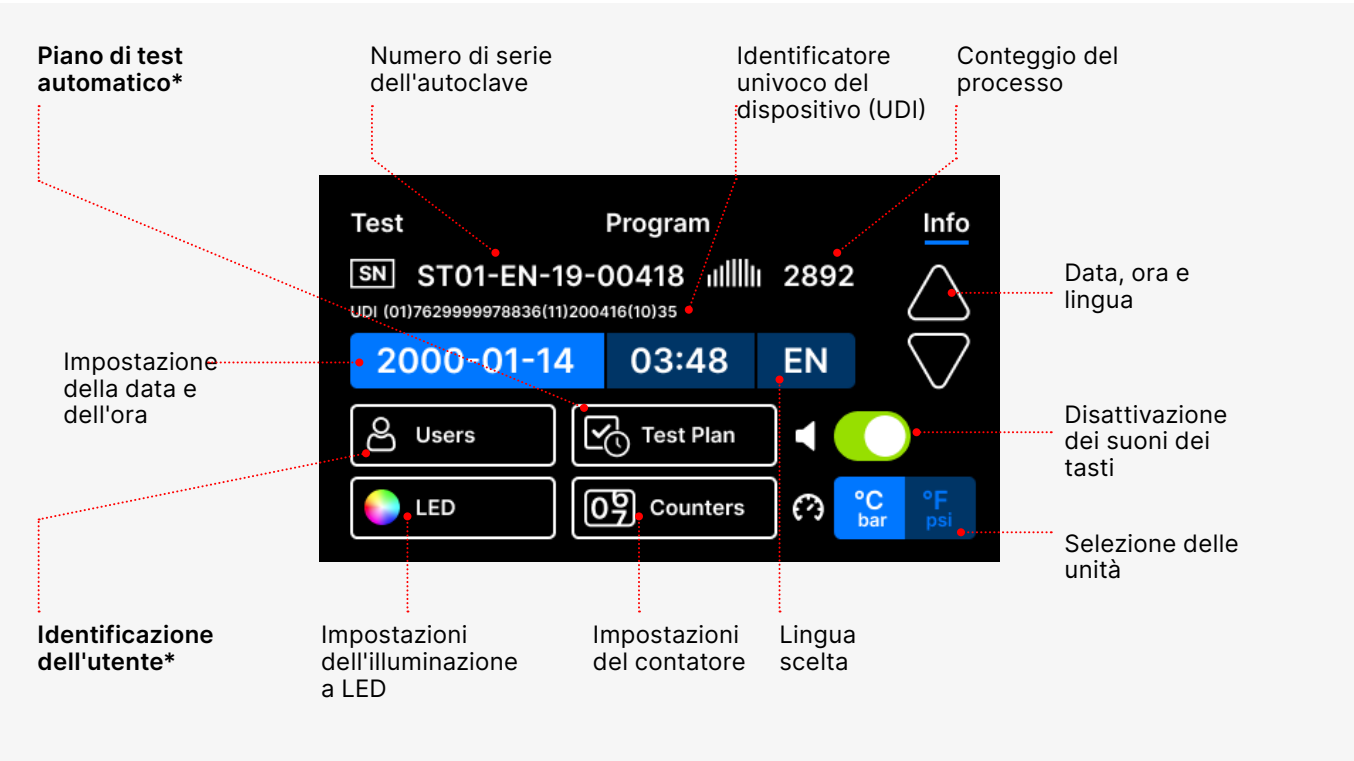 Piano di test
automatico*
Numero di serie
dell'autoclave
Identificatore
univoco del
dispositivo (UDI)
Conteggio del
processo
Test
Program
Info
SN ST01-EN-19-00418 2892
UDI (01)7629999978836(11)200416(10)35
2000-01-14 03:48 EN
Users
Test Plan
LED
09
7
Counters
°C
bar
°F
psi
Data, ora e
lingua
Impostazione
della data e
dell'ora
Disattivazione
dei suoni dei
tasti
Selezione delle
unità
Identificazione
dell'utente*
Impostazioni
dell'illuminazione
a LED
Impostazioni
del contatore
Lingua
scelta